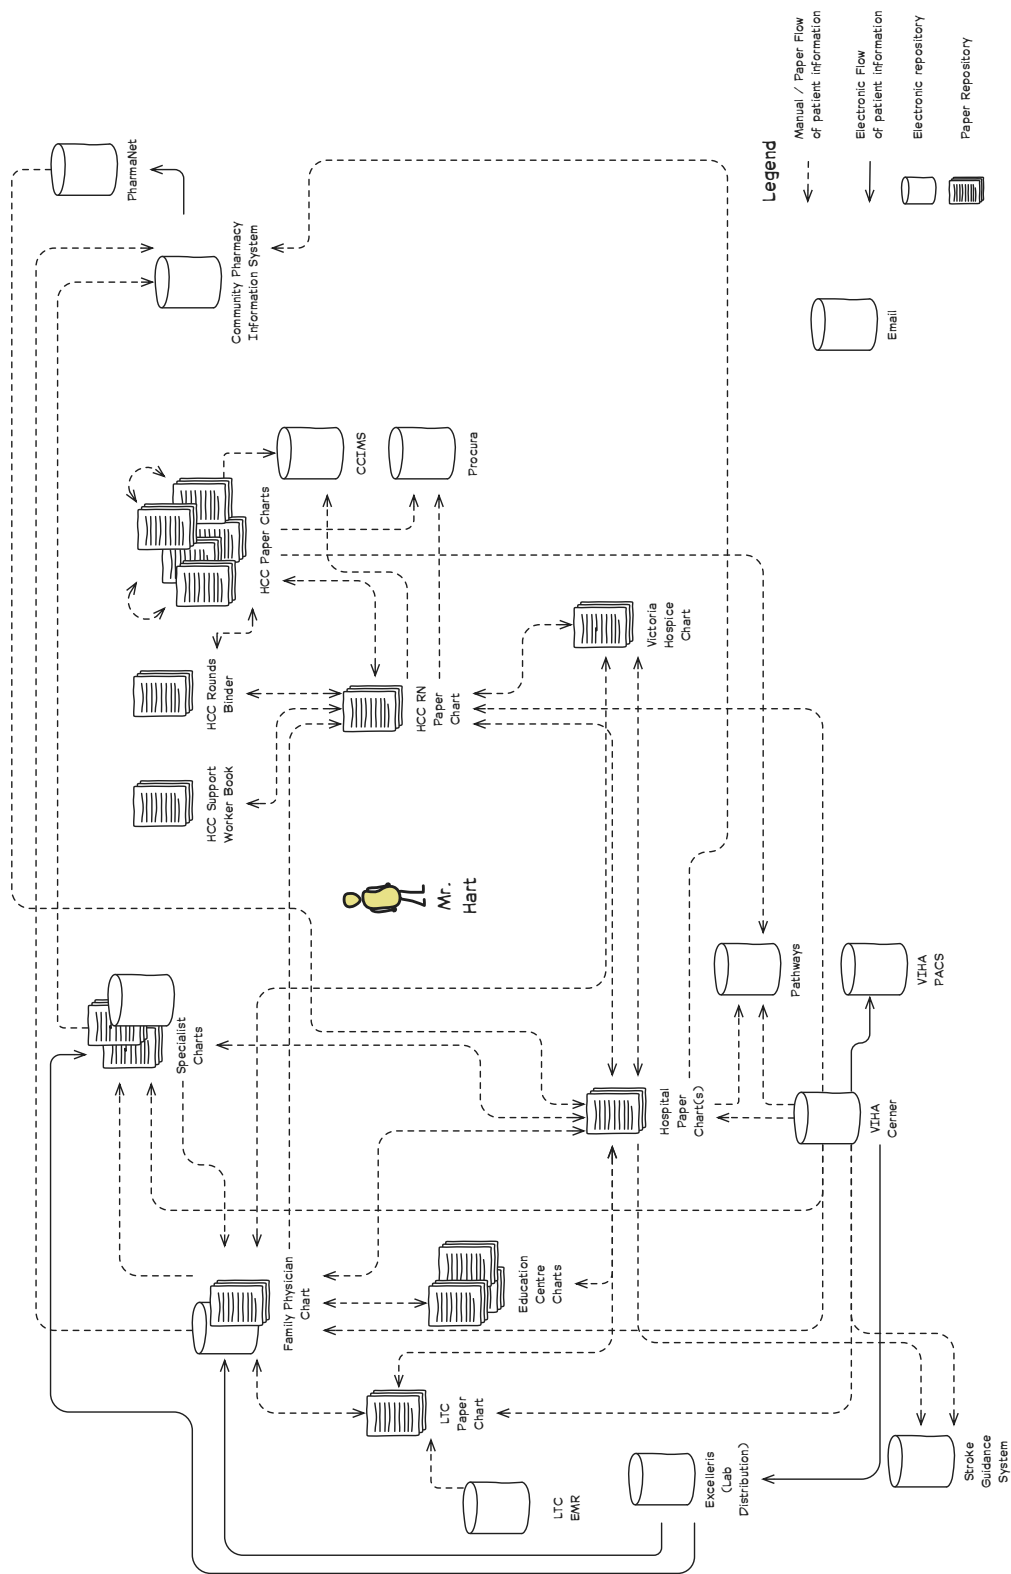 PharmaNet
Specialist
Charts
HCC Support
Worker Book
HCC Rounds
Binder
Community Pharmacy
Information System
HCC Paper Charts
Family Physician
Chart
CCIMS
LTC
Paper
Chart
Mr.
Hart
HCC RN
Paper
Chart
Procura
Education
Centre
Charts
LTC
EMR
Victoria
Hospice
Chart
Hospital
Paper
Chart(s)
Excelleris
(Lab
Distribution)
Pathways
VIHA
Cerner
VIHA
PACS
Email
Stroke
Guidance
System
Legend
Manual / Paper Flow
of patient information
Electronic Flow
of patient information
Electronic repository
Paper Repository